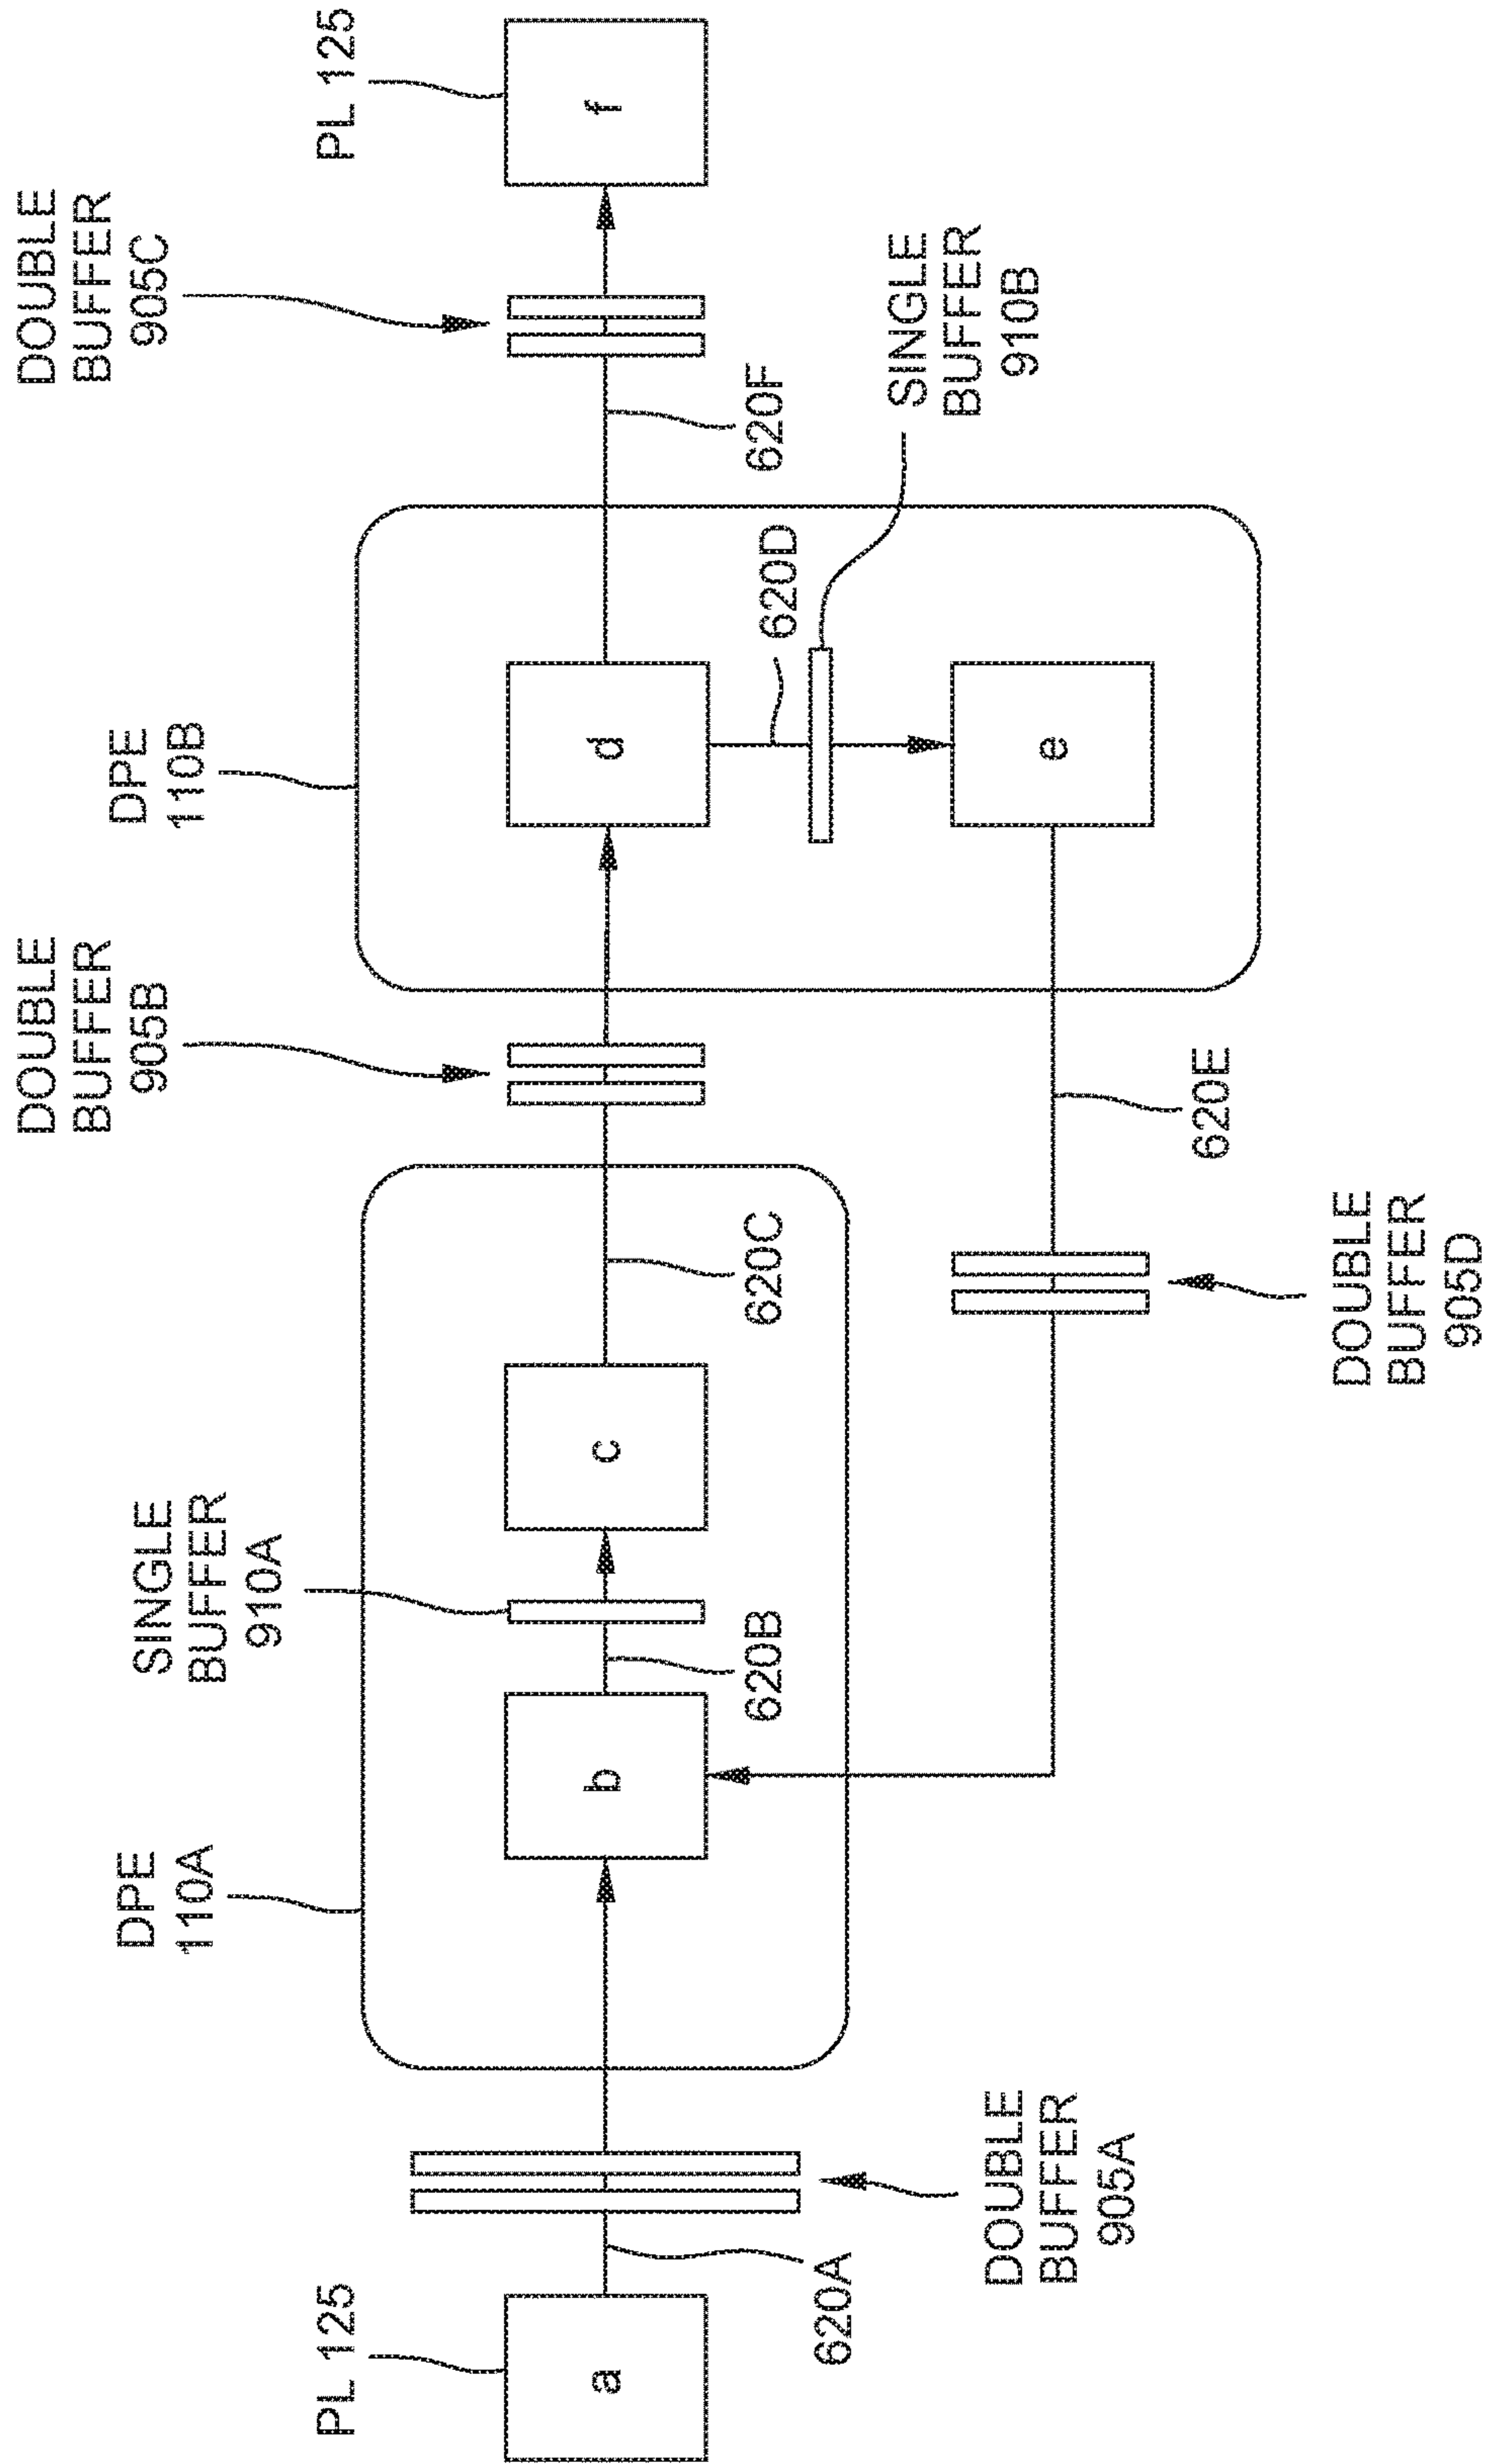 DOUBLE
BUFFER
905B
DOUBLE
BUFFER
905C
SINGLE
BUFFER
910A
DPE
110A
DPE
110B
PL 125
PL 125
a
b
c
d
f
620A
620B
620C
620D
620F
e
SINGLE
BUFFER
910B
DOUBLE
BUFFER
905A
620E
DOUBLE
BUFFER
905D